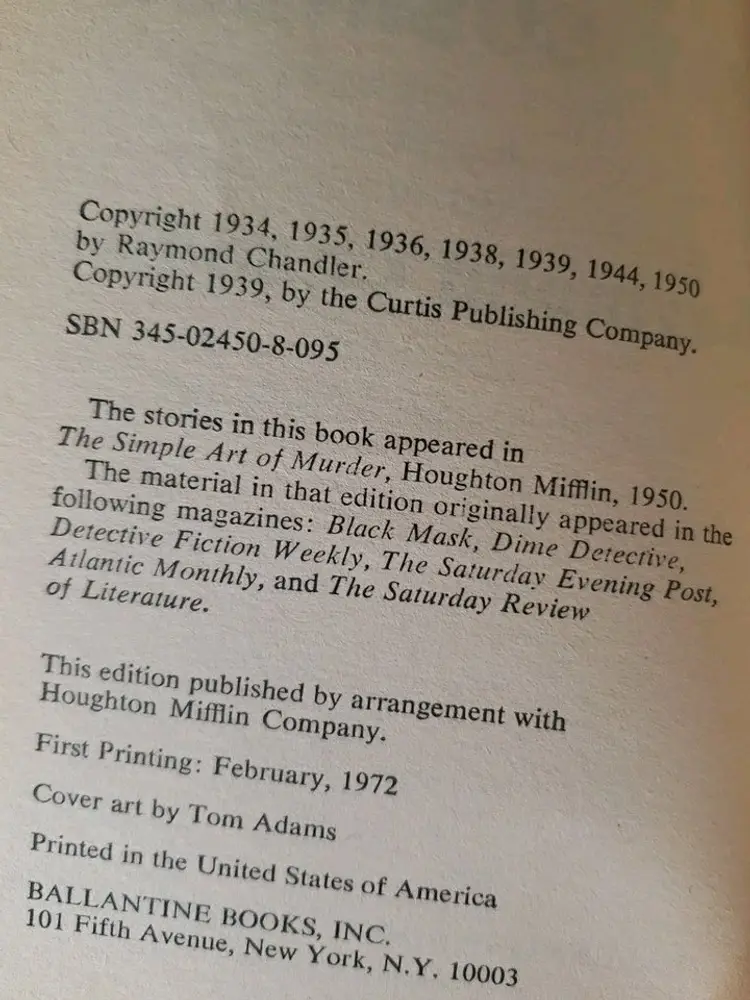 Copyright 1934, 1935, 1936, 1938, 1939, 1944, 1950
by Raymond Chandler.
Copyright 1939, by the Curtis Publishing Company.
SBN 345-02450-8-095
The stories in this book appeared in
The Simple Art of Murder, Houghton Mifflin, 1950.
The material in that edition originally appeared in the
following magazines: Black Mask, Dime Detective,
Detective Fiction Weekly, The Saturday Evening Post,
Atlantic Monthly, and The Saturday Review
of Literature.
This edition published by arrangement with
Houghton Mifflin Company.
First Printing: February, 1972
Cover art by Tom Adams
Printed in the United States of America
BALLANTINE BOOKS, INC.
101 Fifth Avenue, New York, N.Y. 10003